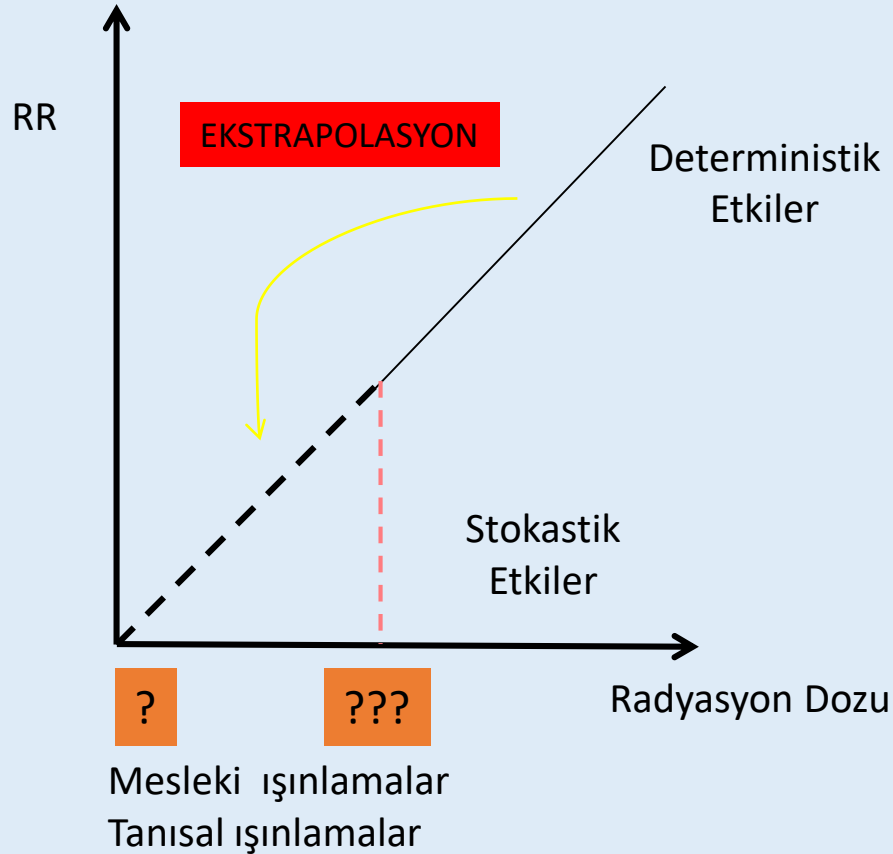 RR
EKSTRAPOLASYON
Deterministik
Etkiler
Stokastik
Etkiler
?
???
Radyasyon Dozu
Mesleki ışınlamalar
Tanısal ışınlamalar